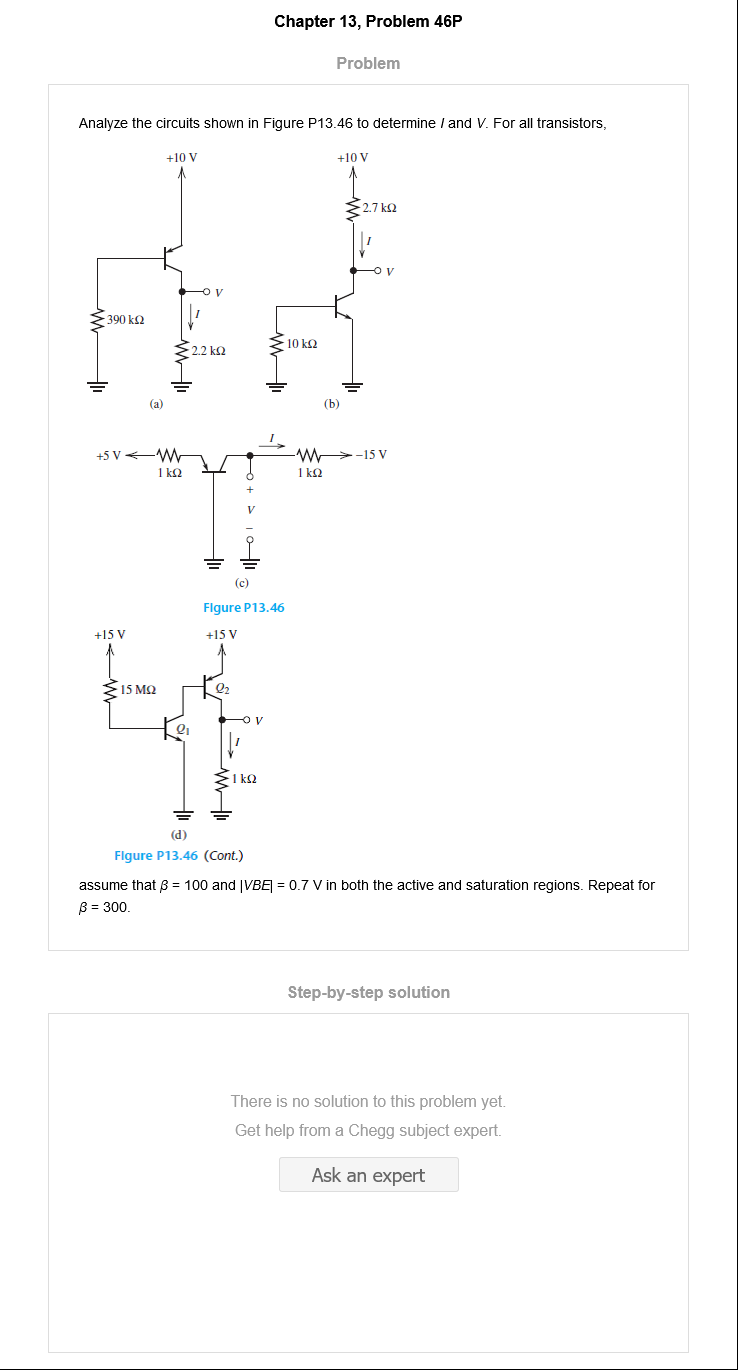 Chapter 13, Problem 46P
Problem
Analyze the circuits shown in Figure P13.46 to determine I and V. For all transistors,
+10 V
+10 V
2.7 kΩ
I
V
V
390 kΩ
I
10 kΩ
2.2 kΩ
(a)
(b)
I
+5 V
-15 V
1 kΩ
1 kΩ
+
V
−
(c)
Figure P13.46
+15 V
+15 V
15 MΩ
Q2
V
Q1
I
1 kΩ
(d)
Figure P13.46 (Cont.)
assume that β = 100 and |VBE| = 0.7 V in both the active and saturation regions. Repeat for
β = 300.
Step-by-step solution
There is no solution to this problem yet.
Get help from a Chegg subject expert.
Ask an expert